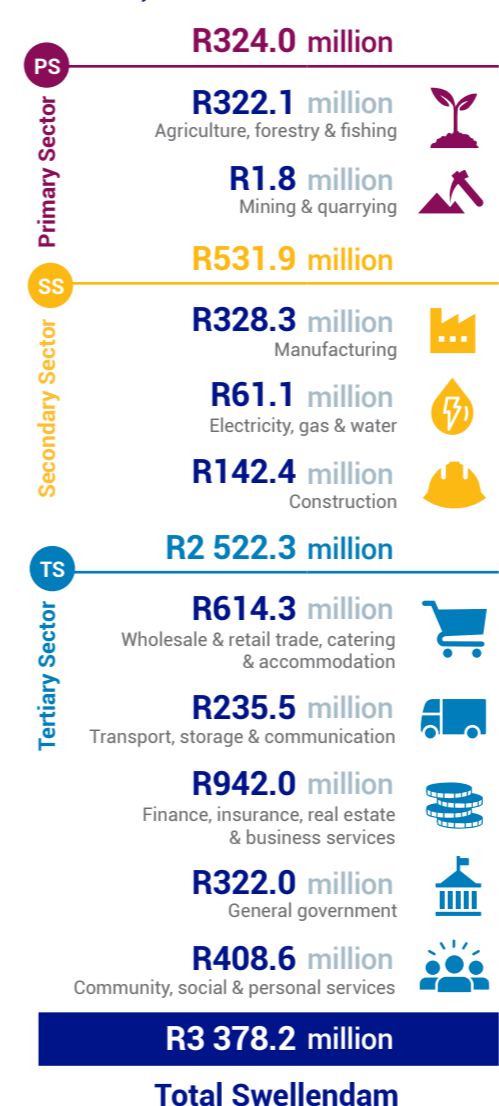 R324.0 million
PS
Primary Sector
R322.1 million
Agriculture, forestry & fishing
R1.8 million
Mining & quarrying
R531.9 million
SS
Secondary Sector
R328.3 million
Manufacturing
R61.1 million
Electricity, gas & water
R142.4 million
Construction
R2 522.3 million
TS
Tertiary Sector
R614.3 million
Wholesale & retail trade, catering
& accommodation
R235.5 million
Transport, storage & communication
R942.0 million
Finance, insurance, real estate
& business services
R322.0 million
General government
R408.6 million
Community, social & personal services
R3 378.2 million
Total Swellendam